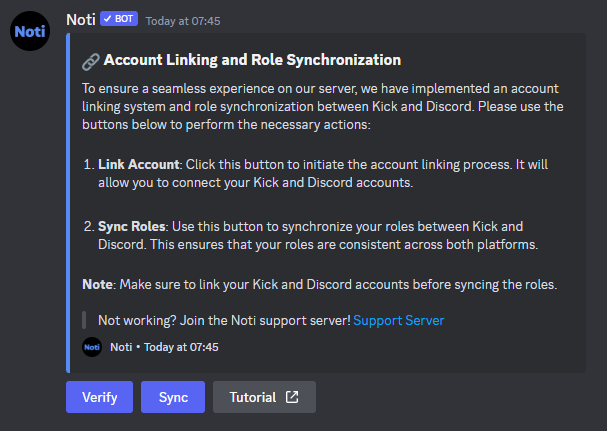 Noti
Noti ✓ BOT Today at 07:45
🔗 Account Linking and Role Synchronization
To ensure a seamless experience on our server, we have implemented an account
linking system and role synchronization between Kick and Discord. Please use the
buttons below to perform the necessary actions:
1. Link Account: Click this button to initiate the account linking process. It will
allow you to connect your Kick and Discord accounts.
2. Sync Roles: Use this button to synchronize your roles between Kick and
Discord. This ensures that your roles are consistent across both platforms.
Note: Make sure to link your Kick and Discord accounts before syncing the roles.
Not working? Join the Noti support server! Support Server
Noti Noti • Today at 07:45
Verify Sync Tutorial